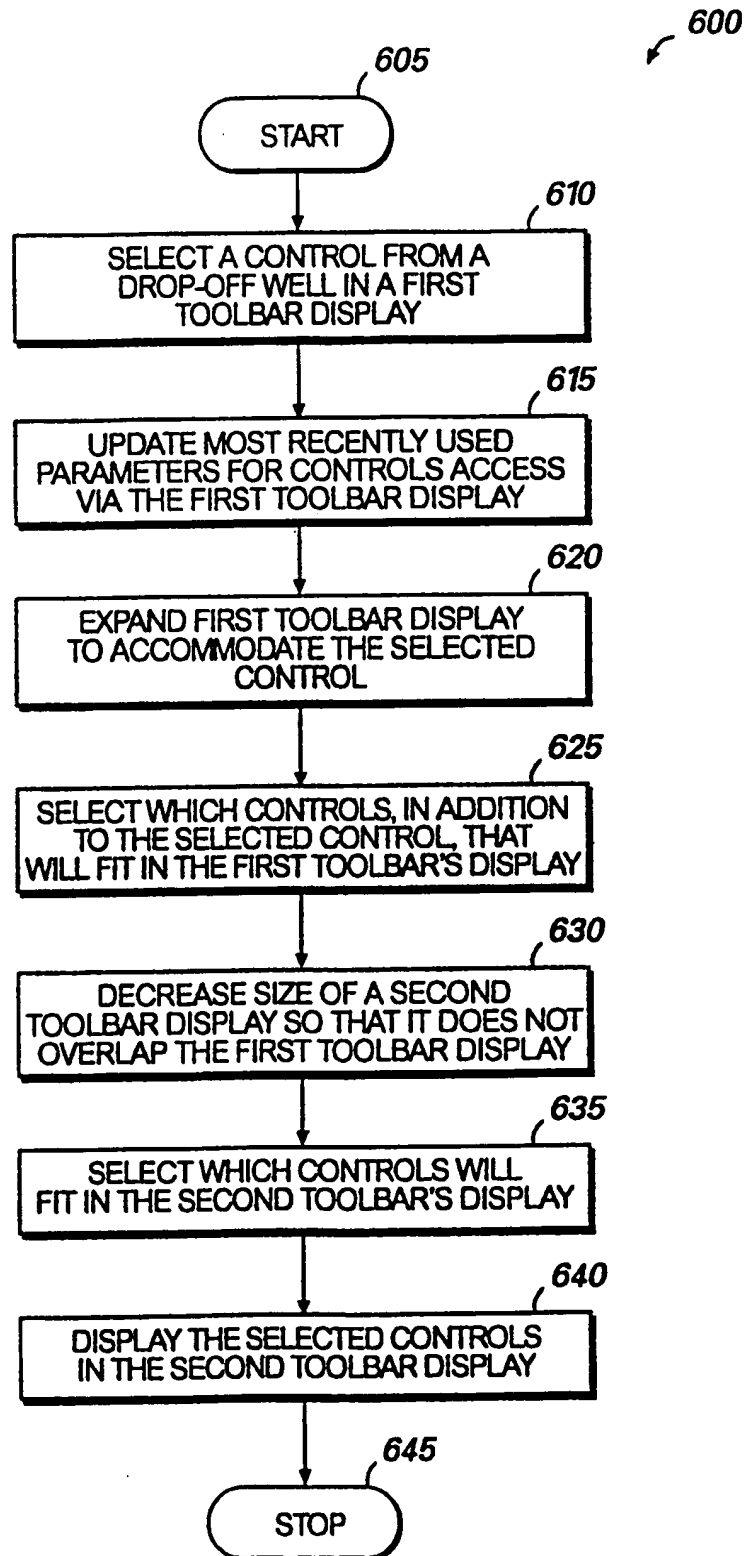 600
605
START
610
SELECT A CONTROL FROM A
DROP-OFF WELL IN A FIRST
TOOLBAR DISPLAY
615
UPDATE MOST RECENTLY USED
PARAMETERS FOR CONTROLS ACCESS
VIA THE FIRST TOOLBAR DISPLAY
620
EXPAND FIRST TOOLBAR DISPLAY
TO ACCOMMODATE THE SELECTED
CONTROL
625
SELECT WHICH CONTROLS, IN ADDITION
TO THE SELECTED CONTROL, THAT
WILL FIT IN THE FIRST TOOLBAR'S DISPLAY
630
DECREASE SIZE OF A SECOND
TOOLBAR DISPLAY SO THAT IT DOES NOT
OVERLAP THE FIRST TOOLBAR DISPLAY
635
SELECT WHICH CONTROLS WILL
FIT IN THE SECOND TOOLBAR'S DISPLAY
640
DISPLAY THE SELECTED CONTROLS
IN THE SECOND TOOLBAR DISPLAY
645
STOP